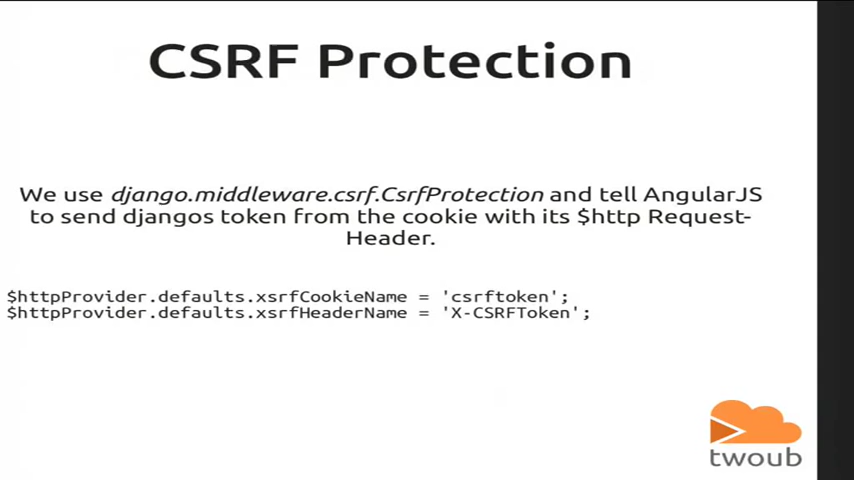 CSRF Protection
We use django.middleware.csrf.CsrfProtection and tell AngularJS
to send djangos token from the cookie with its $http Request-
Header.
$httpProvider.defaults.xsrfCookieName = 'csrftoken';
$httpProvider.defaults.xsrfHeaderName = 'X-CSRFToken';
twoub